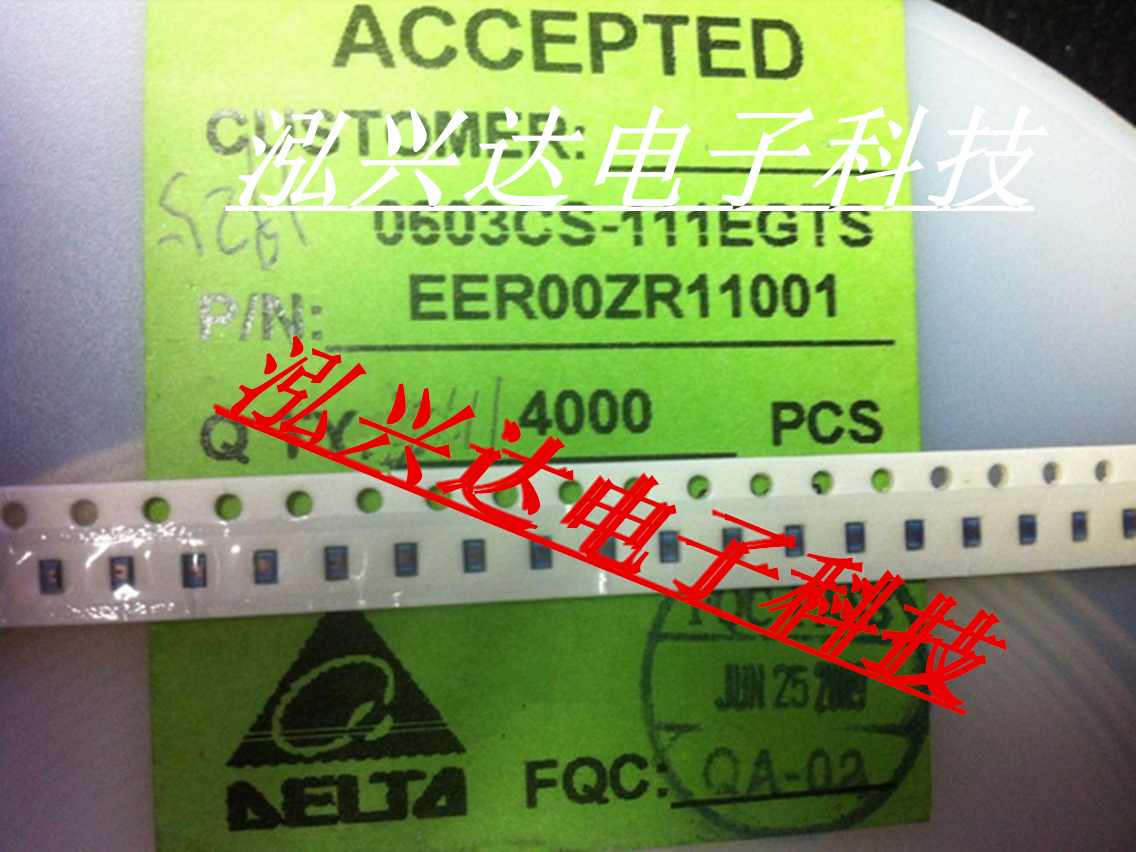 ACCEPTED
CUSTOMER:
泓兴达电子科技
0603CS-111EGTS
P/N: EER00ZR11001
Q'TY: 4000 PCS
泓兴达电子科技
DELTA
JUN 25 2009
FQC: QA-02